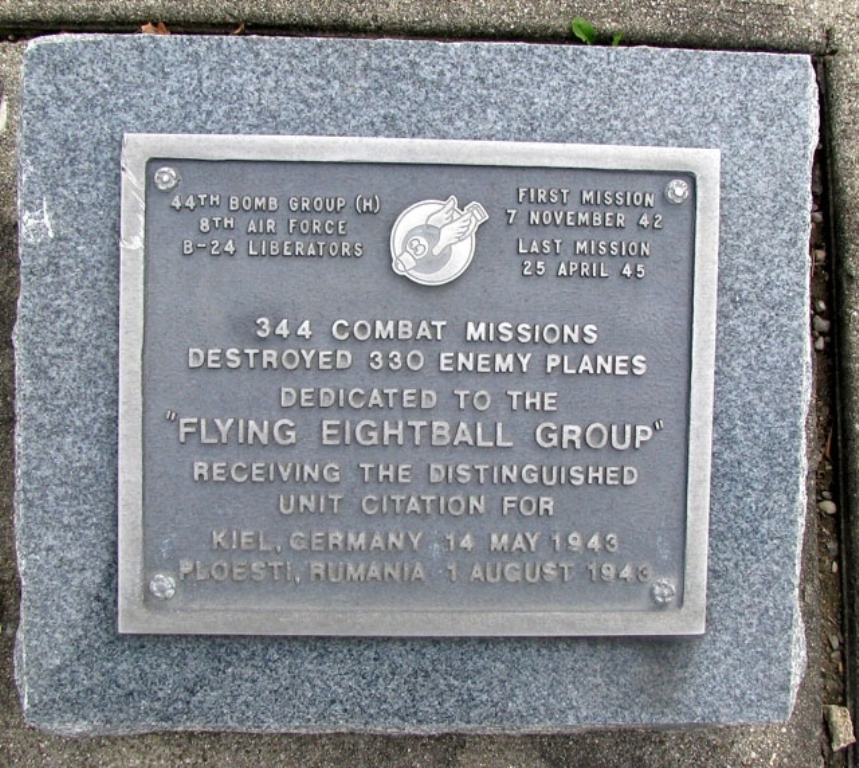 44TH BOMB GROUP (H)
8TH AIR FORCE
B-24 LIBERATORS
FIRST MISSION
7 NOVEMBER 42
LAST MISSION
25 APRIL 45
344 COMBAT MISSIONS
DESTROYED 330 ENEMY PLANES
DEDICATED TO THE
"FLYING EIGHTBALL GROUP"
RECEIVING THE DISTINGUISHED
UNIT CITATION FOR
KIEL, GERMANY 14 MAY 1943
PLOESTI, RUMANIA 1 AUGUST 1943